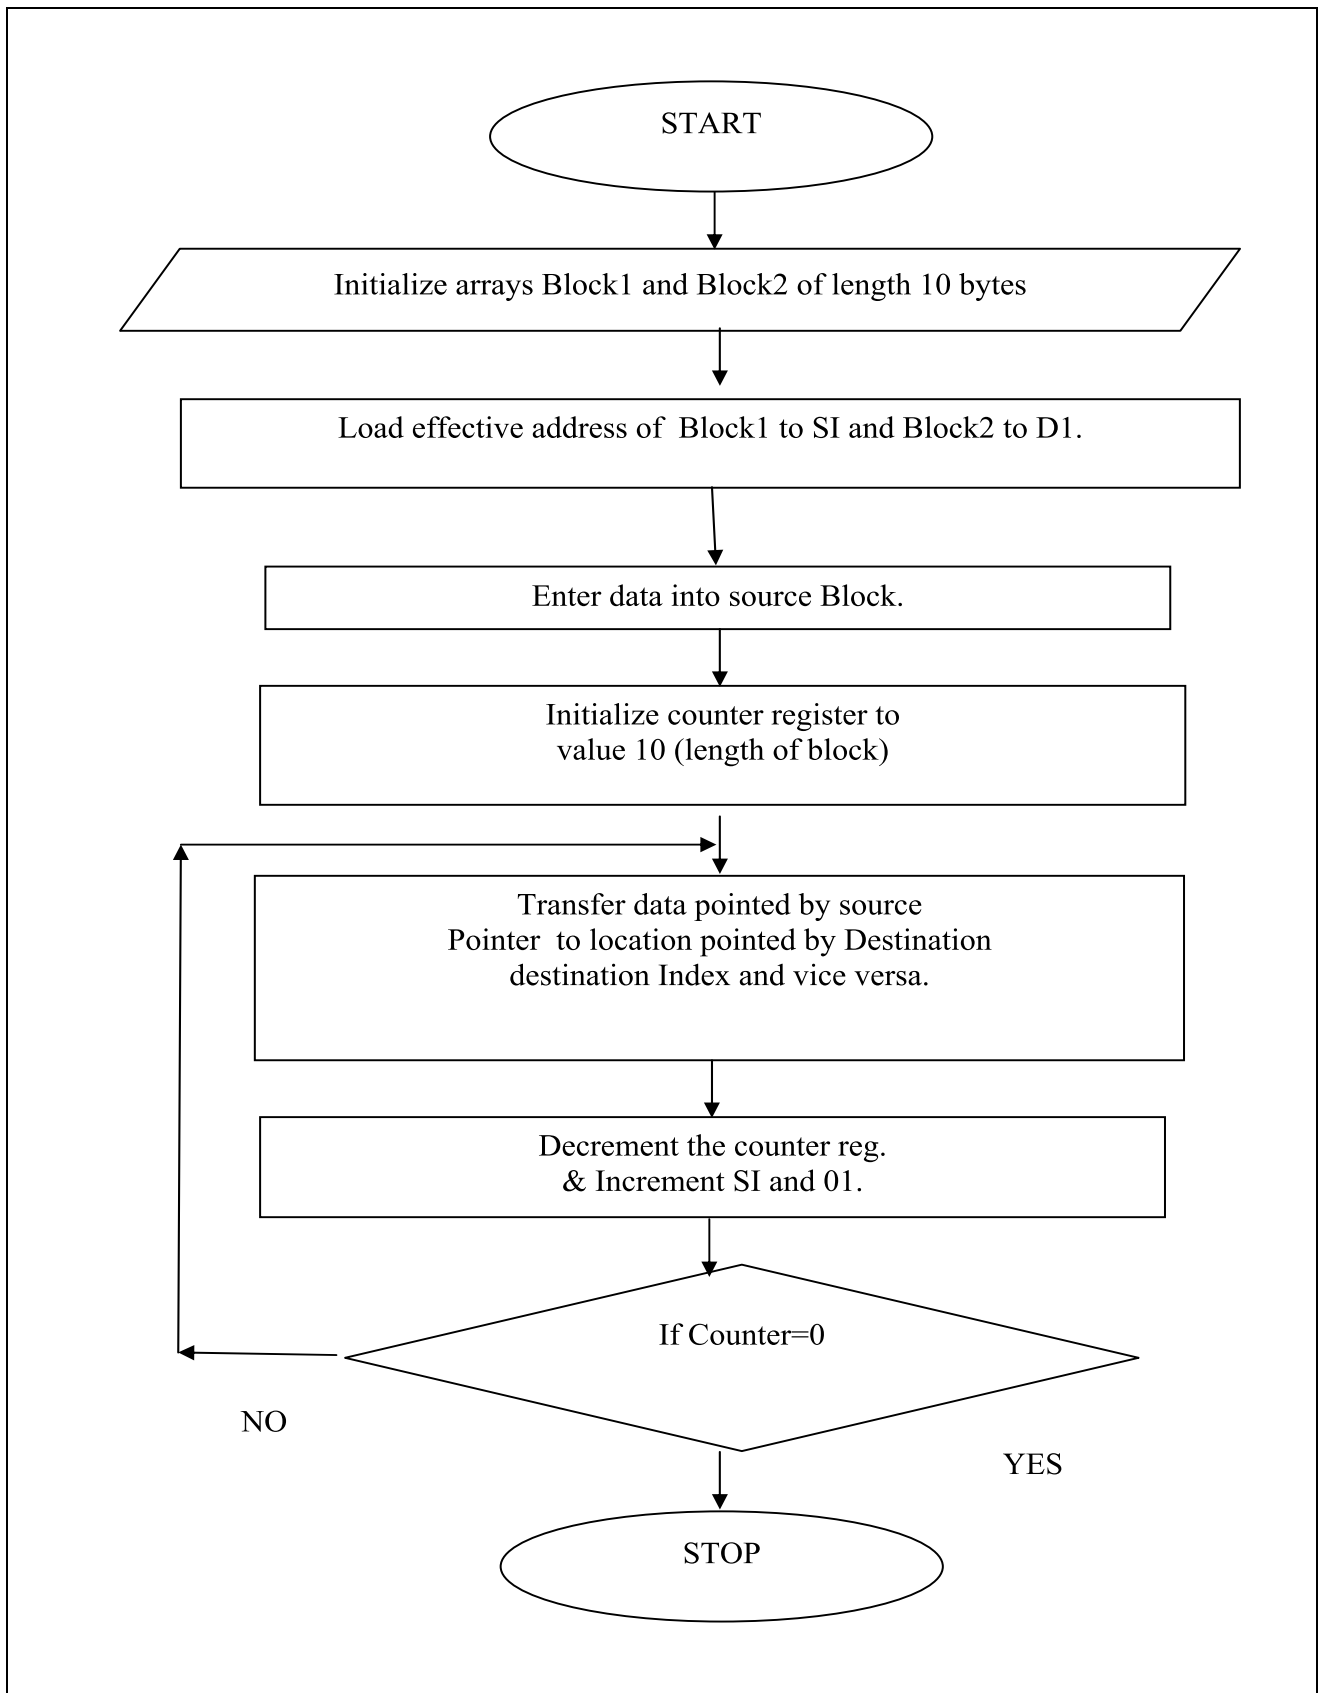 START
Initialize arrays Block1 and Block2 of length 10 bytes
Load effective address of  Block1 to SI and Block2 to D1.
Enter data into source Block.
Initialize counter register to
value 10 (length of block)
Transfer data pointed by source
Pointer  to location pointed by Destination
destination Index and vice versa.
Decrement the counter reg.
& Increment SI and 01.
If Counter=0
NO
YES
STOP